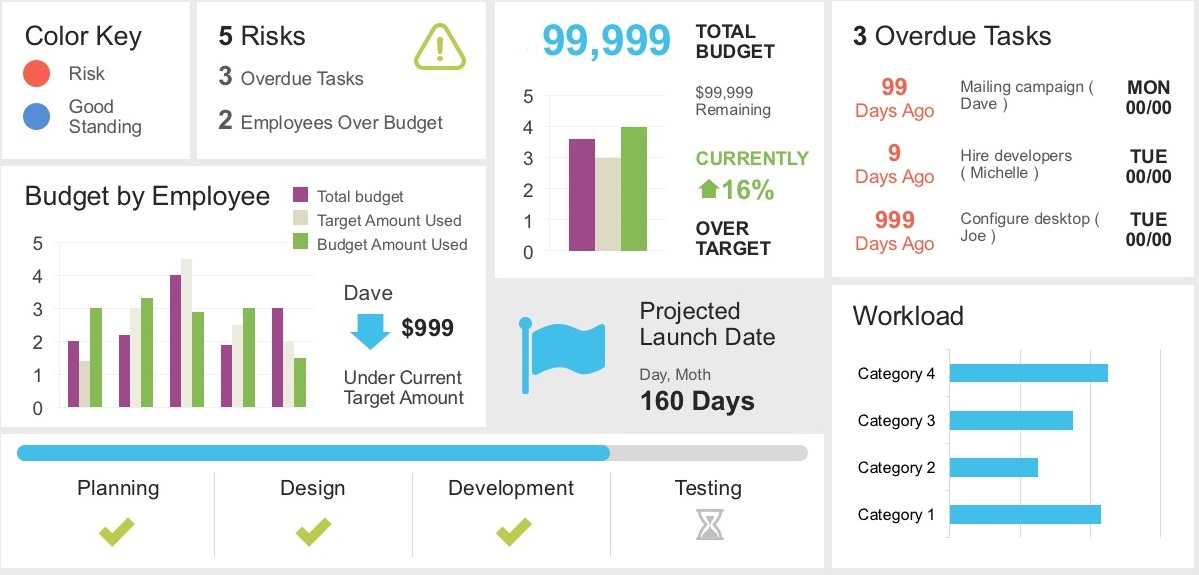 Color Key
Risk
Good
Standing
5 Risks
3 Overdue Tasks
2 Employees Over Budget
Budget by Employee
Total budget
Target Amount Used
Budget Amount Used
5
4
3
2
1
0
Dave
$999
Under Current
Target Amount
99,999
TOTAL
BUDGET
$99,999
Remaining
5
4
3
2
1
0
CURRENTLY
16%
OVER
TARGET
Projected
Launch Date
Day, Moth
160 Days
3 Overdue Tasks
99
Days Ago
Mailing campaign (
Dave )
MON
00/00
9
Days Ago
Hire developers
( Michelle )
TUE
00/00
999
Days Ago
Configure desktop (
Joe )
TUE
00/00
Workload
Category 4
Category 3
Category 2
Category 1
Planning
Design
Development
Testing